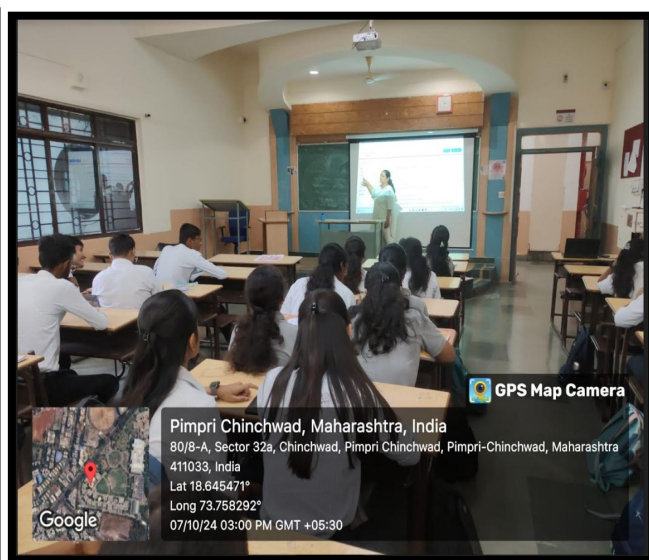 GPS Map Camera
Pimpri Chinchwad, Maharashtra, India
80/8-A, Sector 32a, Chinchwad, Pimpri Chinchwad, Pimpri-Chinchwad, Maharashtra
411033, India
Lat 18.645471°
Long 73.758292°
07/10/24 03:00 PM GMT +05:30
Google